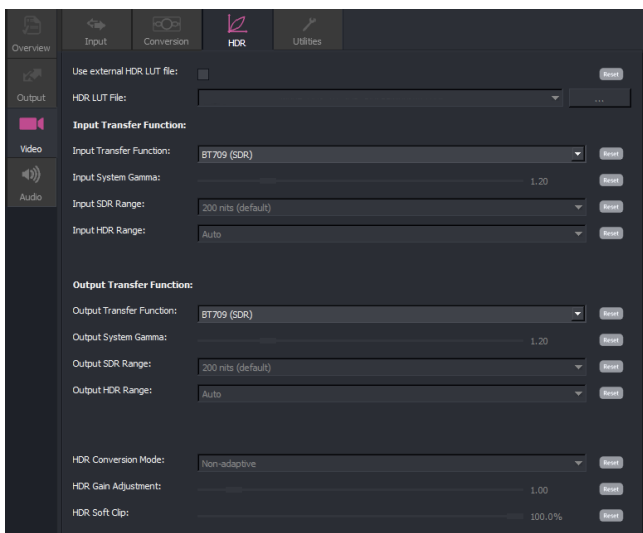 Overview
Output
Video
Audio
Input
Conversion
HDR
Utilities
Use external HDR LUT file:
Reset
HDR LUT File:
...
Input Transfer Function:
Input Transfer Function: BT709 (SDR) Reset
Input System Gamma: 1.20 Reset
Input SDR Range: 200 nits (default) Reset
Input HDR Range: Auto Reset
Output Transfer Function:
Output Transfer Function: BT709 (SDR) Reset
Output System Gamma: 1.20 Reset
Output SDR Range: 200 nits (default) Reset
Output HDR Range: Auto Reset
HDR Conversion Mode: Non-adaptive Reset
HDR Gain Adjustment: 1.00 Reset
HDR Soft Clip: 100.0% Reset